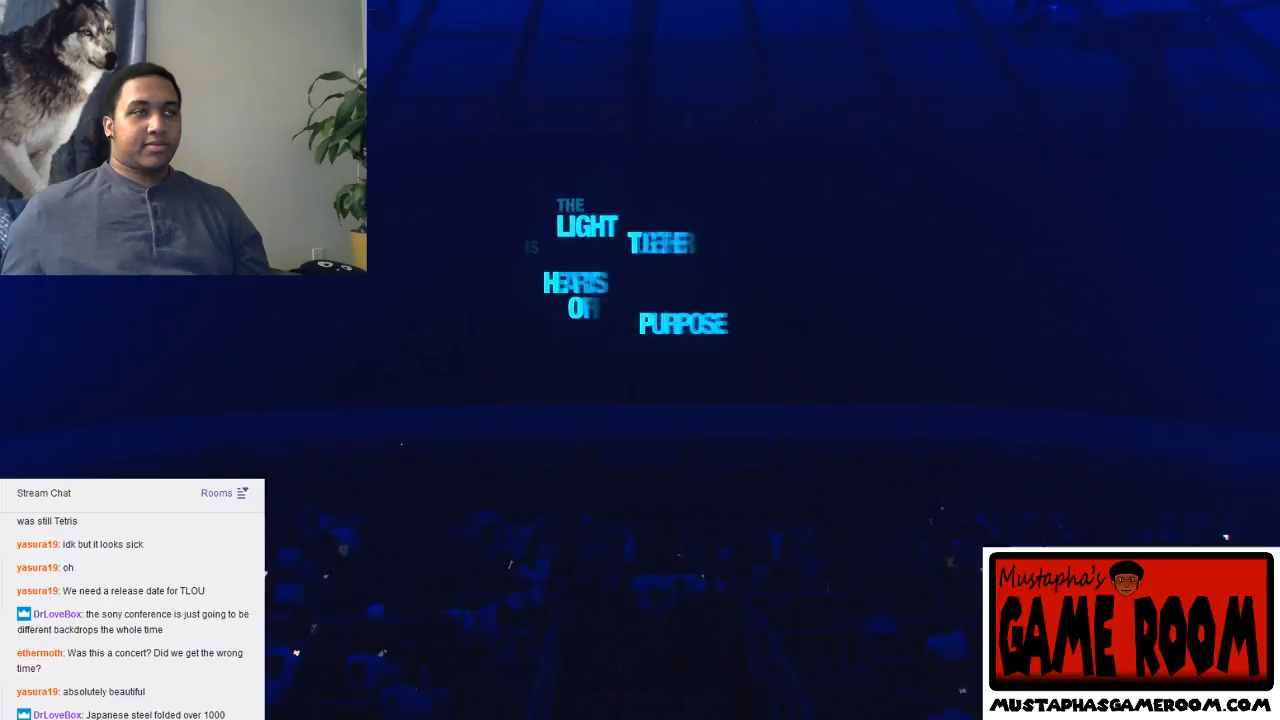 THE
LIGHT
IS
TOGETHER
HEARTS
OF
PURPOSE
Stream Chat
Rooms
was still Tetris
yasura19: idk but it looks sick
yasura19: oh
yasura19: We need a release date for TLOU
DrLoveBox: the sony conference is just going to be
different backdrops the whole time
ethermoth: Was this a concert? Did we get the wrong
time?
yasura19: absolutely beautiful
DrLoveBox: Japanese steel folded over 1000
Mustapha's
GAME ROOM
MUSTAPHASGAMEROOM.COM